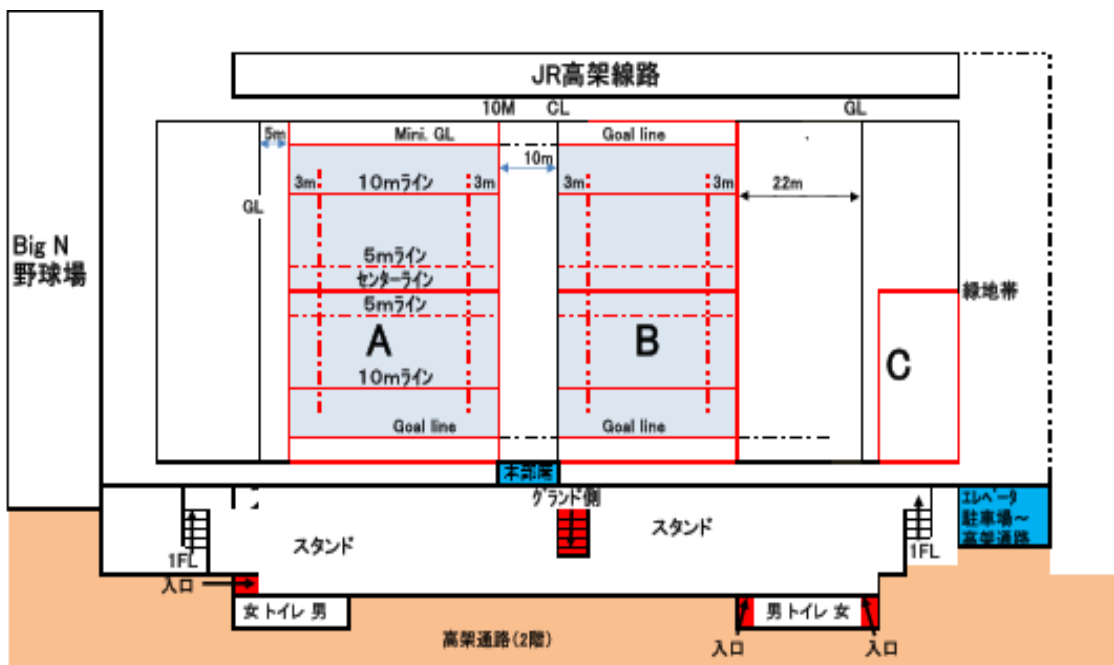 JR高架線路
10M CL GL
5m Mini. GL Goal line
10m
3m 10mライン 3m 3m 3m 22m
GL
Big N
野球場
5mライン
センターライン
緑地帯
5mライン
A B C
10mライン
Goal line Goal line
本部席
グランド側
スタンド スタンド
エレベータ
駐車場~
高架通路
1FL 1FL
入口
女トイレ 男 男トイレ 女
高架通路(2階)
入口 入口